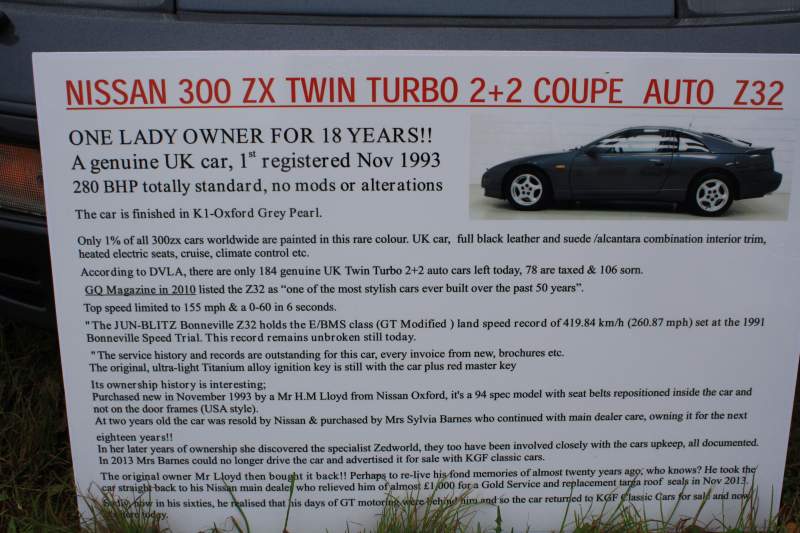 NISSAN 300 ZX TWIN TURBO 2+2 COUPE AUTO Z32
ONE LADY OWNER FOR 18 YEARS!!
A genuine UK car, 1st registered Nov 1993
280 BHP totally standard, no mods or alterations
The car is finished in K1-Oxford Grey Pearl.
Only 1% of all 300zx cars worldwide are painted in this rare colour. UK car, full black leather and suede /alcantara combination interior trim,
heated electric seats, cruise, climate control etc.
According to DVLA, there are only 184 genuine UK Twin Turbo 2+2 auto cars left today, 78 are taxed & 106 sorn.
GQ Magazine in 2010 listed the Z32 as “one of the most stylish cars ever built over the past 50 years”.
Top speed limited to 155 mph & a 0-60 in 6 seconds.
"The JUN-BLITZ Bonneville Z32 holds the E/BMS class (GT Modified ) land speed record of 419.84 km/h (260.87 mph) set at the 1991
Bonneville Speed Trial. This record remains unbroken still today.
"The service history and records are outstanding for this car, every invoice from new, brochures etc.
The original, ultra-light Titanium alloy ignition key is still with the car plus red master key
Its ownership history is interesting;
Purchased new in November 1993 by a Mr H.M Lloyd from Nissan Oxford, it's a 94 spec model with seat belts repositioned inside the car and
not on the door frames (USA style).
At two years old the car was resold by Nissan & purchased by Mrs Sylvia Barnes who continued with main dealer care, owning it for the next
eighteen years!!
In her later years of ownership she discovered the specialist Zedworld, they too have been involved closely with the cars upkeep, all documented.
In 2013 Mrs Barnes could no longer drive the car and advertised it for sale with KGF classic cars.
The original owner Mr Lloyd then bought it back!! Perhaps to re-live his fond memories of almost twenty years ago, who knows? He took the
car straight back to his Nissan main dealer who relieved him of almost £1,000 for a Gold Service and replacement targa roof seals in Nov 2013.
Sadly, now in his sixties, he realised that his days of GT motoring were behind him and so the car returned to KGF Classic Cars for sale and now
here today.